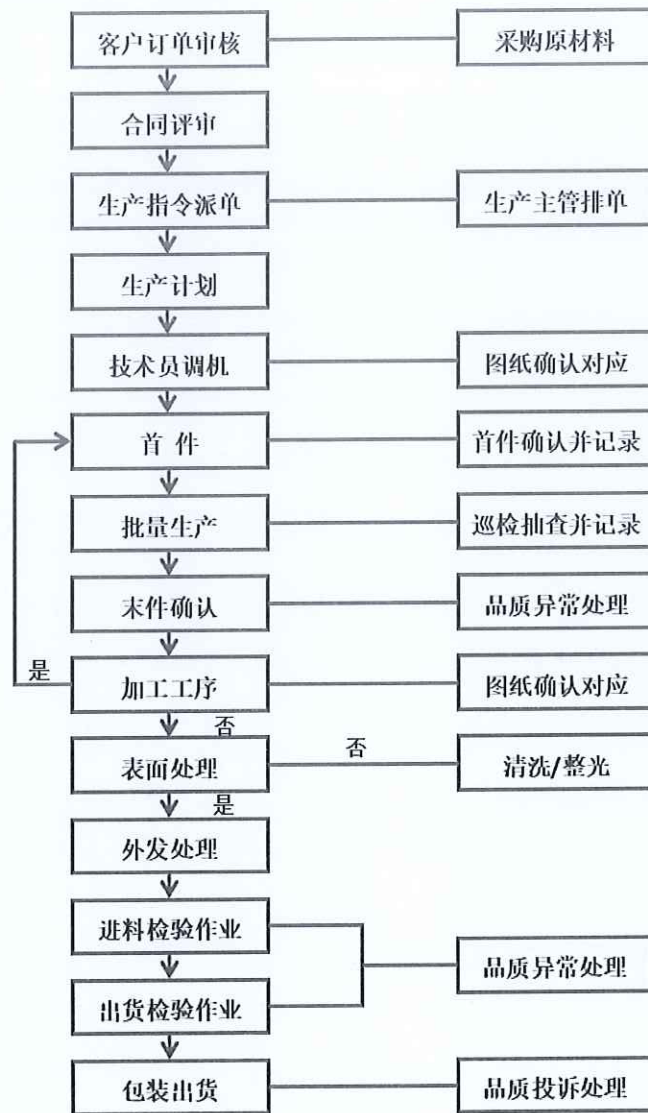 客户订单审核
采购原材料
合同评审
生产指令派单
生产主管排单
生产计划
技术员调机
图纸确认对应
首 件
首件确认并记录
批量生产
巡检抽查并记录
末件确认
品质异常处理
是
加工工序
图纸确认对应
否
表面处理
否
清洗/整光
是
外发处理
进料检验作业
品质异常处理
出货检验作业
包装出货
品质投诉处理